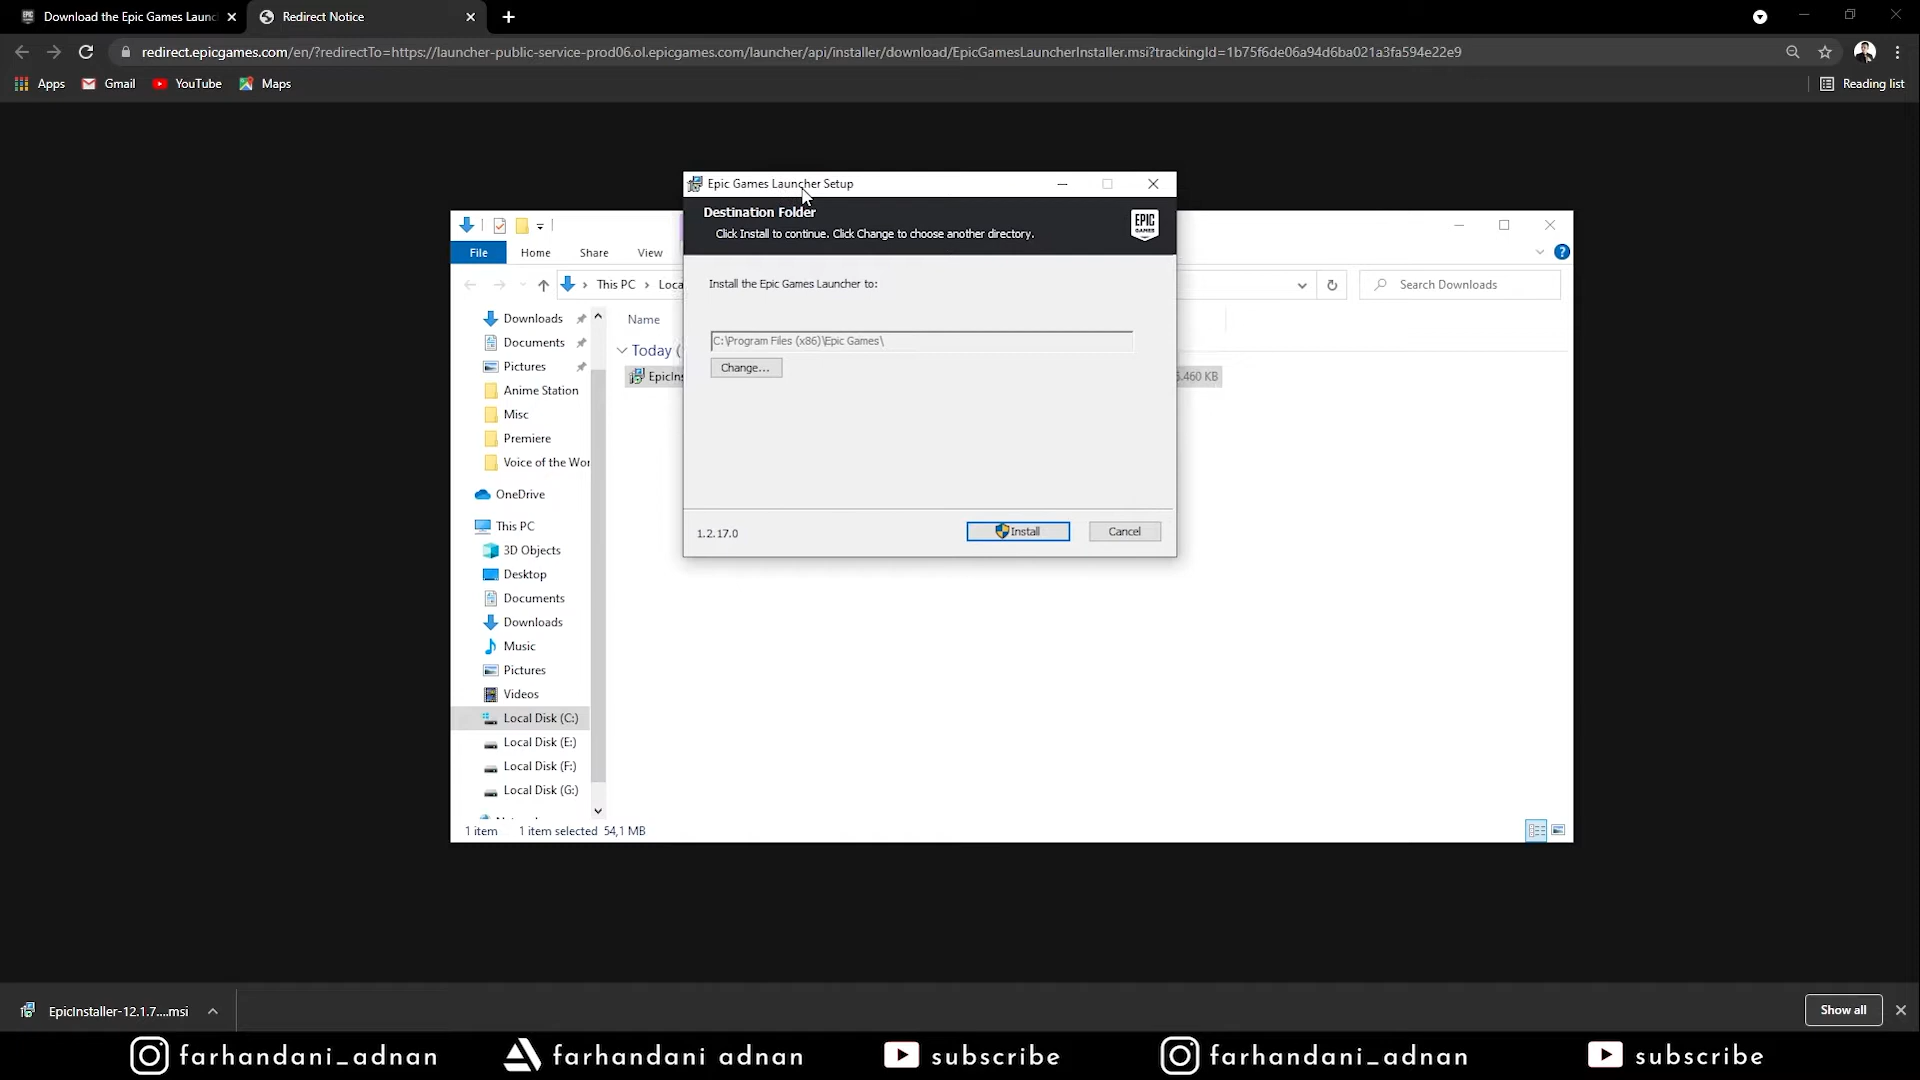 Download the Epic Games Launc
Redirect Notice
redirect.epicgames.com/en/?redirectTo=https://launcher-public-service-prod06.ol.epicgames.com/launcher/api/installer/download/EpicGamesLauncherInstaller.msi?trackingId=1b75f6de06a94d6ba021a3fa594e22e9
Apps
Gmail
YouTube
Maps
Reading list
Epic Games Launcher Setup
Destination Folder
Click Install to continue. Click Change to choose another directory.
EPIC
GAMES
Install the Epic Games Launcher to:
C:\Program Files (x86)\Epic Games\
Change...
1.2.17.0
Install
Cancel
File
Home
Share
View
This PC
Loca
Search Downloads
Name
Today (
EpicIns
6.460 KB
Downloads
Documents
Pictures
Anime Station
Misc
Premiere
Voice of the Wor
OneDrive
This PC
3D Objects
Desktop
Documents
Downloads
Music
Pictures
Videos
Local Disk (C:)
Local Disk (E:)
Local Disk (F:)
Local Disk (G:)
1 item
1 item selected 54,1 MB
EpicInstaller-12.1.7....msi
Show all
farhandani_adnan
farhandani adnan
subscribe
farhandani_adnan
subscribe